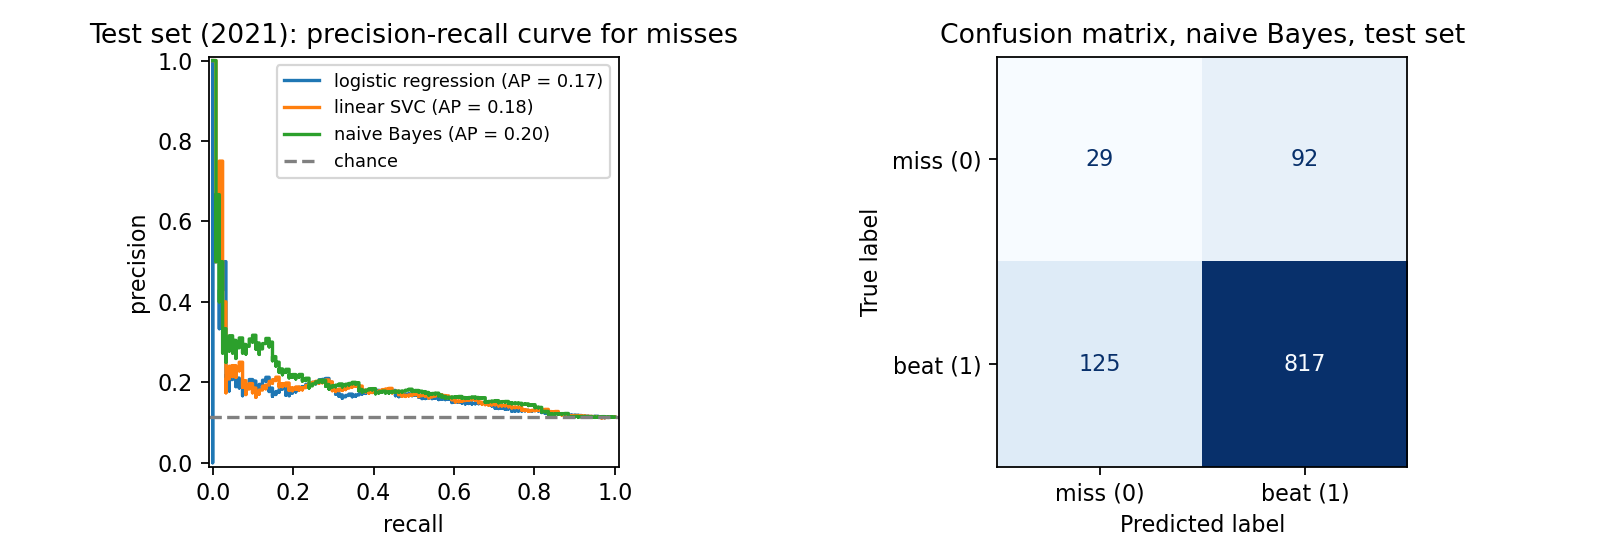 Test set (2021): precision-recall curve for misses
precision
1.0
0.8
0.6
0.4
0.2
0.0
logistic regression (AP = 0.17)
linear SVC (AP = 0.18)
naive Bayes (AP = 0.20)
chance
0.0 0.2 0.4 0.6 0.8 1.0
recall
Confusion matrix, naive Bayes, test set
True label
miss (0) 29 92
beat (1) 125 817
miss (0) beat (1)
Predicted label